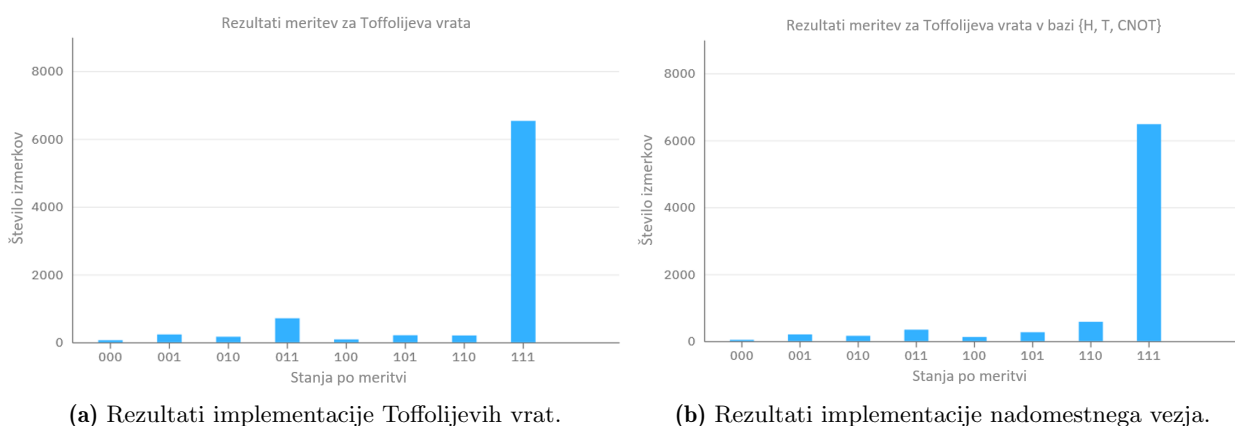 Rezultati meritev za Toffolijeva vrata
Število izmerkov
8000
6000
4000
2000
0
000 001 010 011 100 101 110 111
Stanja po meritvi
(a) Rezultati implementacije Toffolijevih vrat.
Rezultati meritev za Toffolijeva vrata v bazi {H, T, CNOT}
Število izmerkov
8000
6000
4000
2000
0
000 001 010 011 100 101 110 111
Stanja po meritvi
(b) Rezultati implementacije nadomestnega vezja.